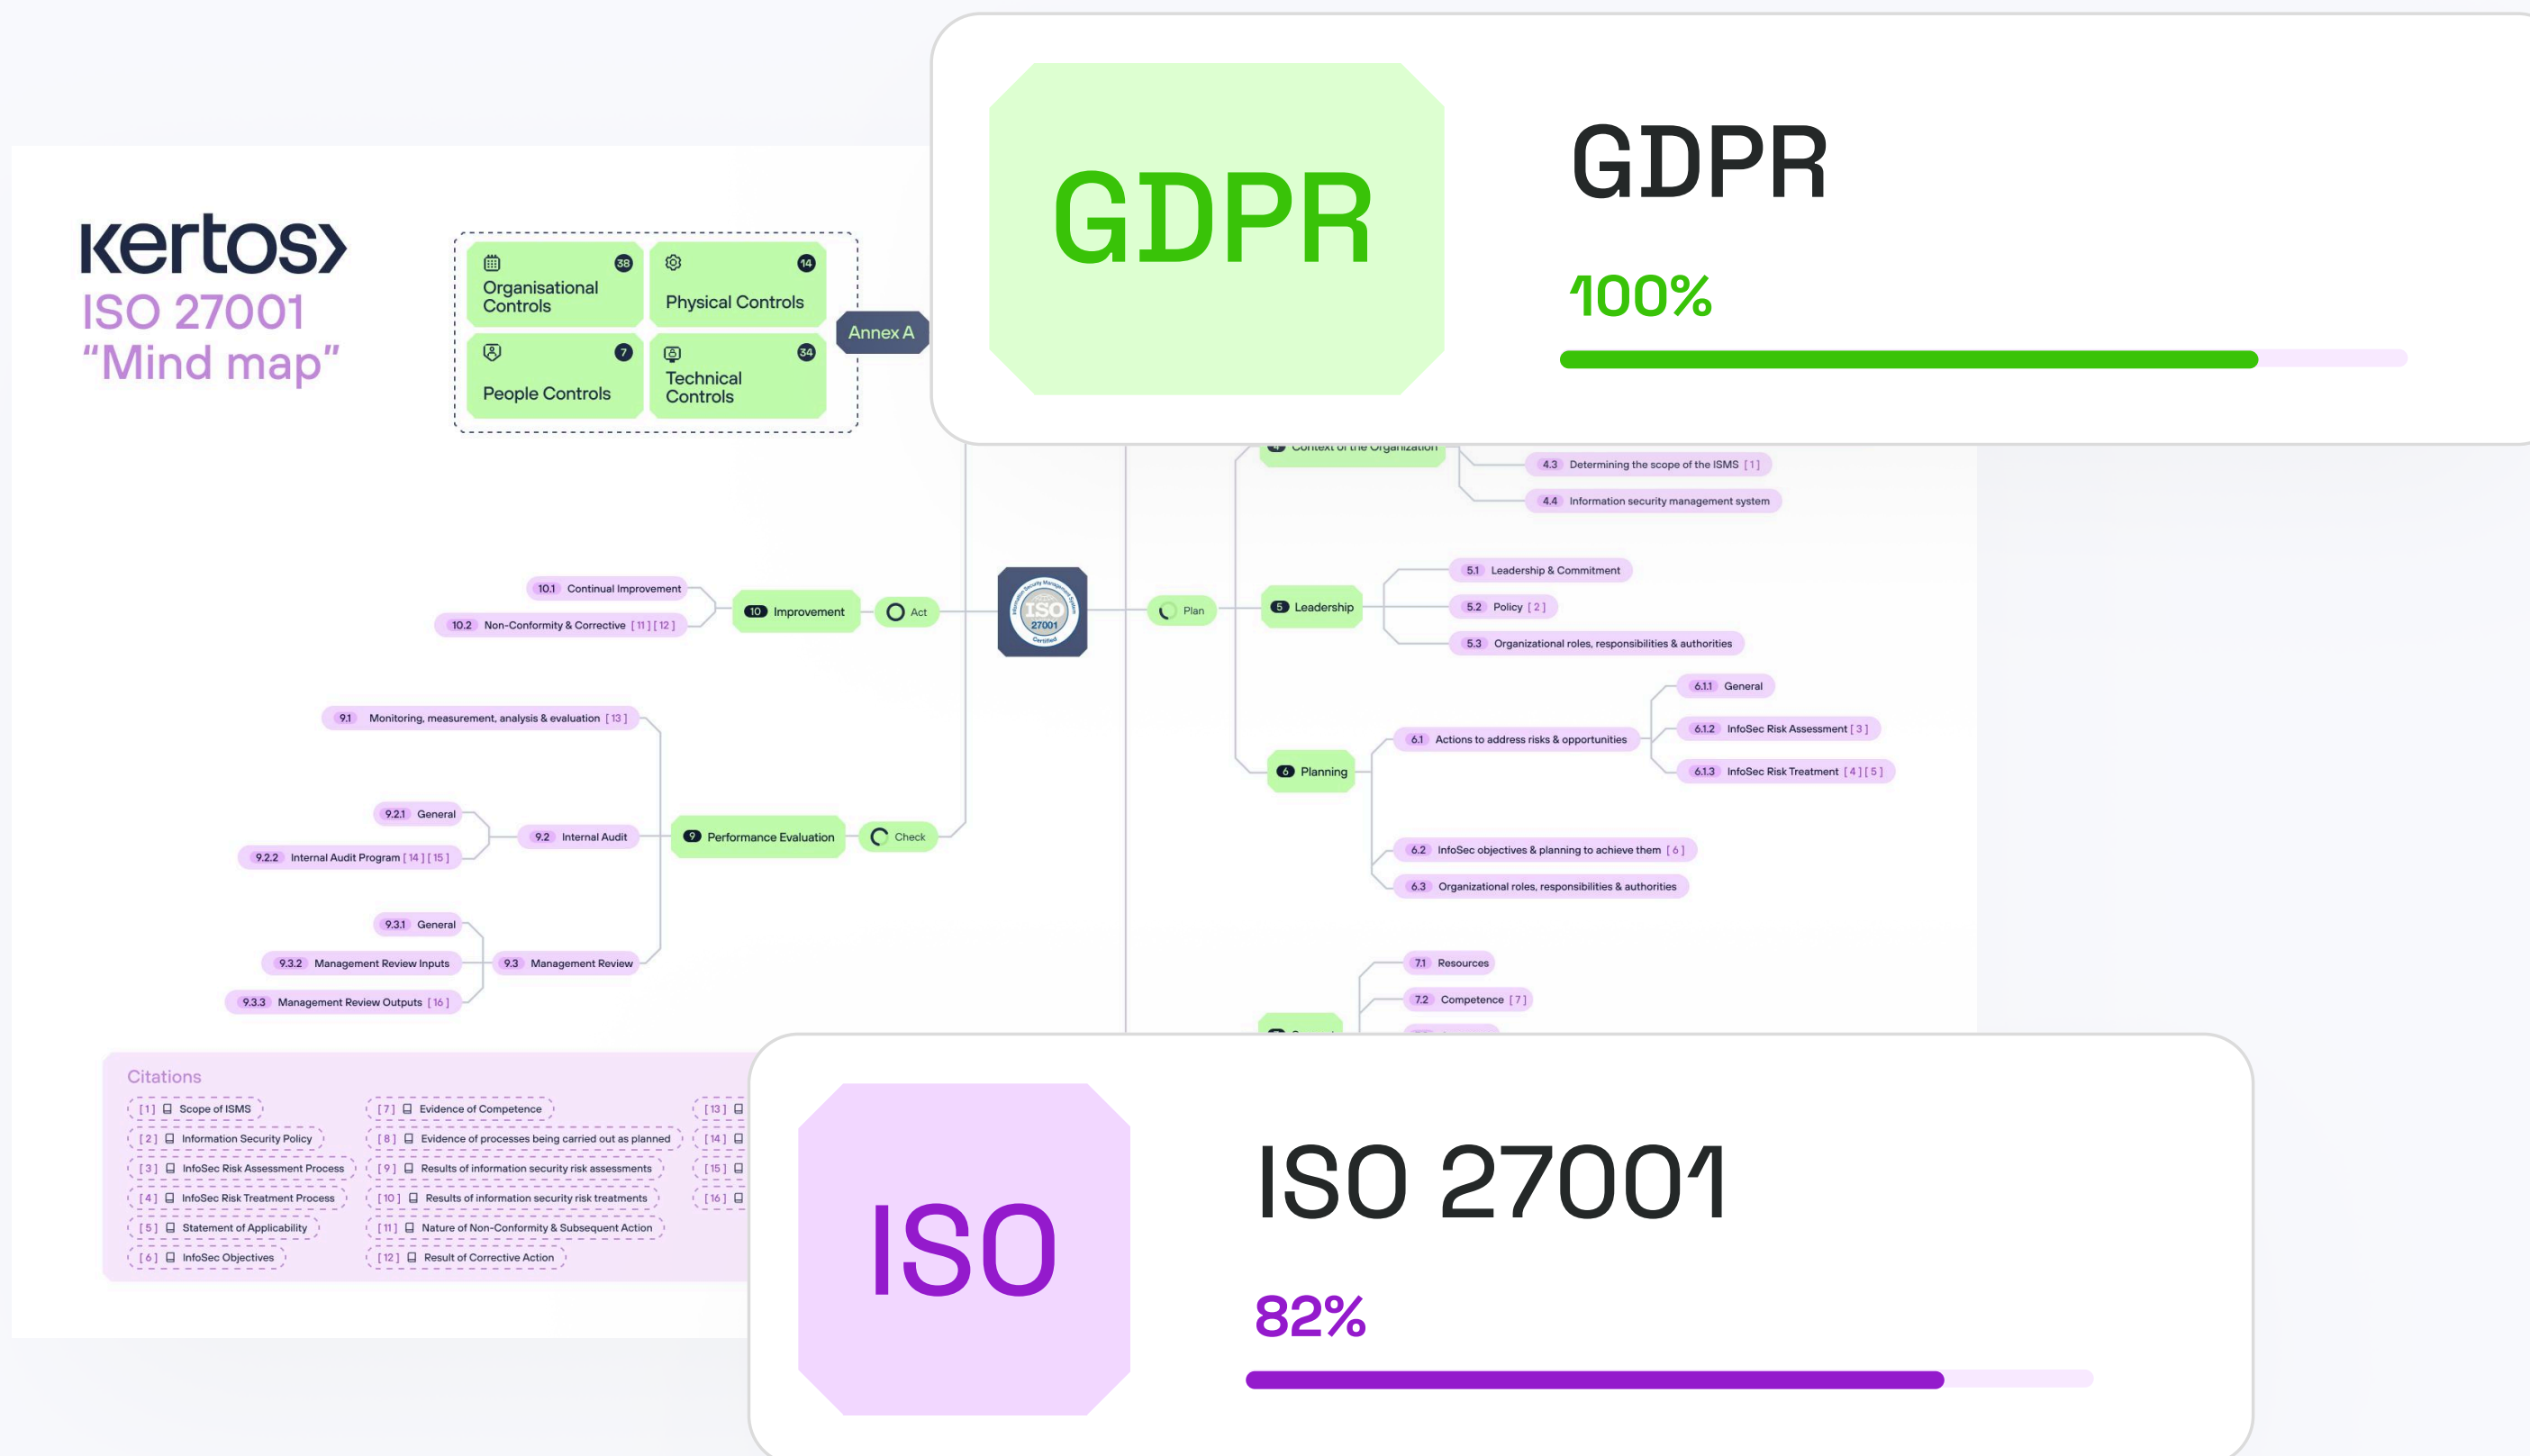 kertos
ISO 27001
“Mind map”
38
Organisational
Controls
14
Physical Controls
7
People Controls
34
Technical
Controls
Annex A
GDPR
GDPR
100%
Context of the Organization
4.3 Determining the scope of the ISMS [1]
4.4 Information security management system
10.1 Continual Improvement
10.2 Non-Conformity & Corrective [11] [12]
10 Improvement
Act
Information Security Management System
ISO
27001
Certified
Plan
5 Leadership
5.1 Leadership & Commitment
5.2 Policy [2]
5.3 Organizational roles, responsibilities & authorities
6 Planning
6.1 Actions to address risks & opportunities
6.1.1 General
6.1.2 InfoSec Risk Assessment [3]
6.1.3 InfoSec Risk Treatment [4] [5]
6.2 InfoSec objectives & planning to achieve them [6]
6.3 Organizational roles, responsibilities & authorities
9.1 Monitoring, measurement, analysis & evaluation [13]
9.2.1 General
9.2.2 Internal Audit Program [14] [15]
9.2 Internal Audit
9 Performance Evaluation
Check
9.3.1 General
9.3.2 Management Review Inputs
9.3.3 Management Review Outputs [16]
9.3 Management Review
7.1 Resources
7.2 Competence [7]
Citations
[1] Scope of ISMS
[2] Information Security Policy
[3] InfoSec Risk Assessment Process
[4] InfoSec Risk Treatment Process
[5] Statement of Applicability
[6] InfoSec Objectives
[7] Evidence of Competence
[8] Evidence of processes being carried out as planned
[9] Results of information security risk assessments
[10] Results of information security risk treatments
[11] Nature of Non-Conformity & Subsequent Action
[12] Result of Corrective Action
[13]
[14]
[15]
[16]
ISO
ISO 27001
82%